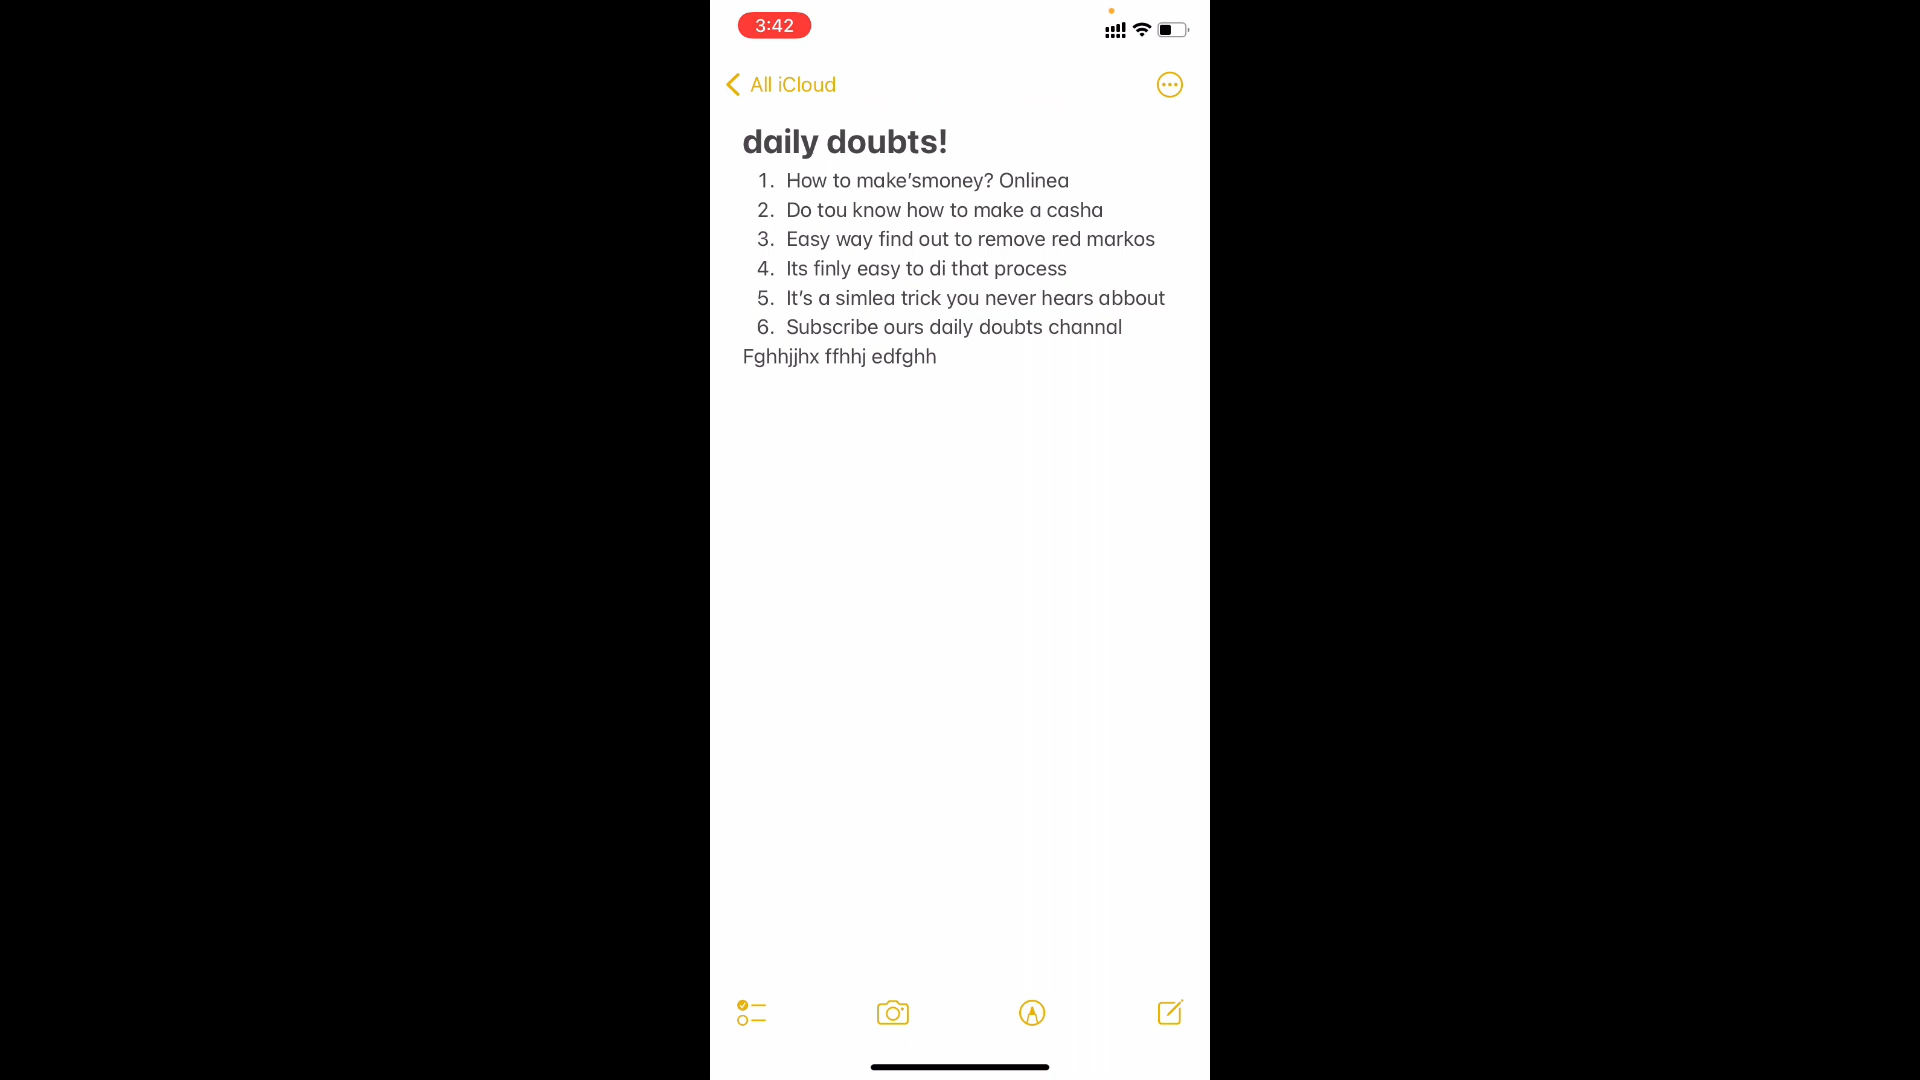 3:42
All iCloud
daily doubts!
1. How to make'smoney? Onlinea
2. Do tou know how to make a casha
3. Easy way find out to remove red markos
4. Its finly easy to di that process
5. It's a simlea trick you never hears abbout
6. Subscribe ours daily doubts channal
Fghhjjhx ffhhj edfghh